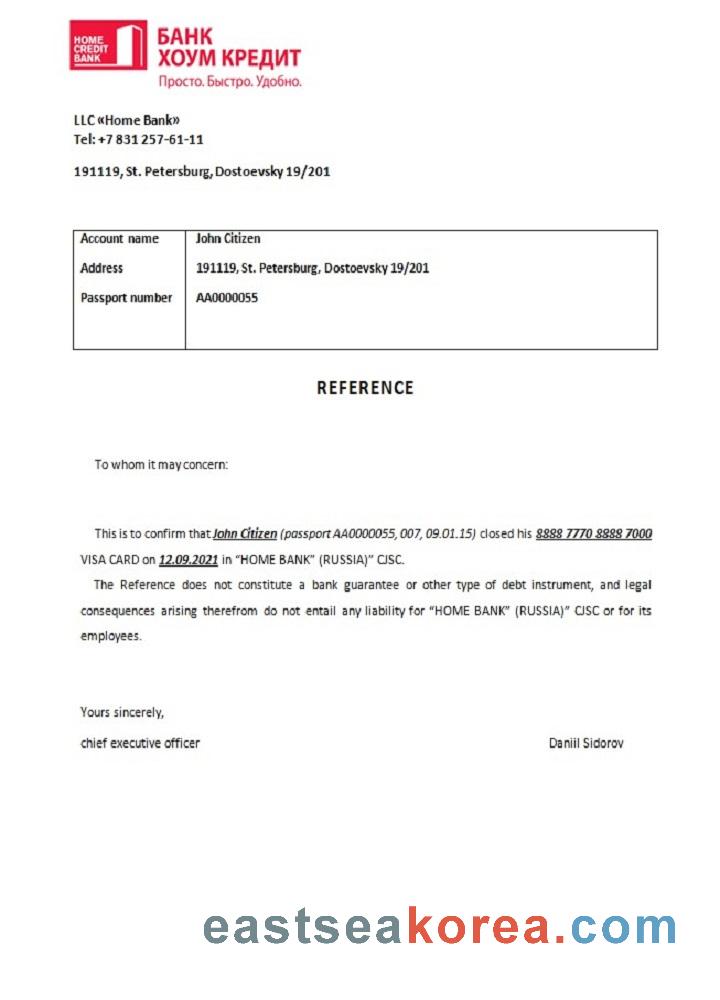 HOME
CREDIT
BANK
БАНК
ХОУМ КРЕДИТ
Просто. Быстро. Удобно.
LLC «Home Bank»
Tel: +7 831 257-61-11
191119, St. Petersburg, Dostoevsky 19/201
Account name John Citizen
Address 191119, St. Petersburg, Dostoevsky 19/201
Passport number AA0000055
REFERENCE
To whom it may concern:
This is to confirm that John Citizen (passport AA0000055, 007, 09.01.15) closed his 8888 7770 8888 7000
VISA CARD on 12.09.2021 in “HOME BANK” (RUSSIA)” CJSC.
The Reference does not constitute a bank guarantee or other type of debt instrument, and legal
consequences arising therefrom do not entail any liability for “HOME BANK” (RUSSIA)” CJSC or for its
employees.
Yours sincerely,
chief executive officer Daniil Sidorov
eastseakorea.com